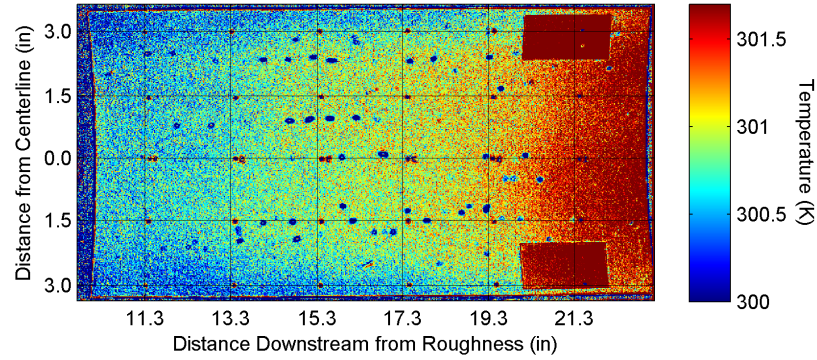 Distance from Centerline (in)
3.0
1.5
0.0
1.5
3.0
11.3 13.3 15.3 17.3 19.3 21.3
Distance Downstream from Roughness (in)
301.5
301
300.5
300
Temperature (K)